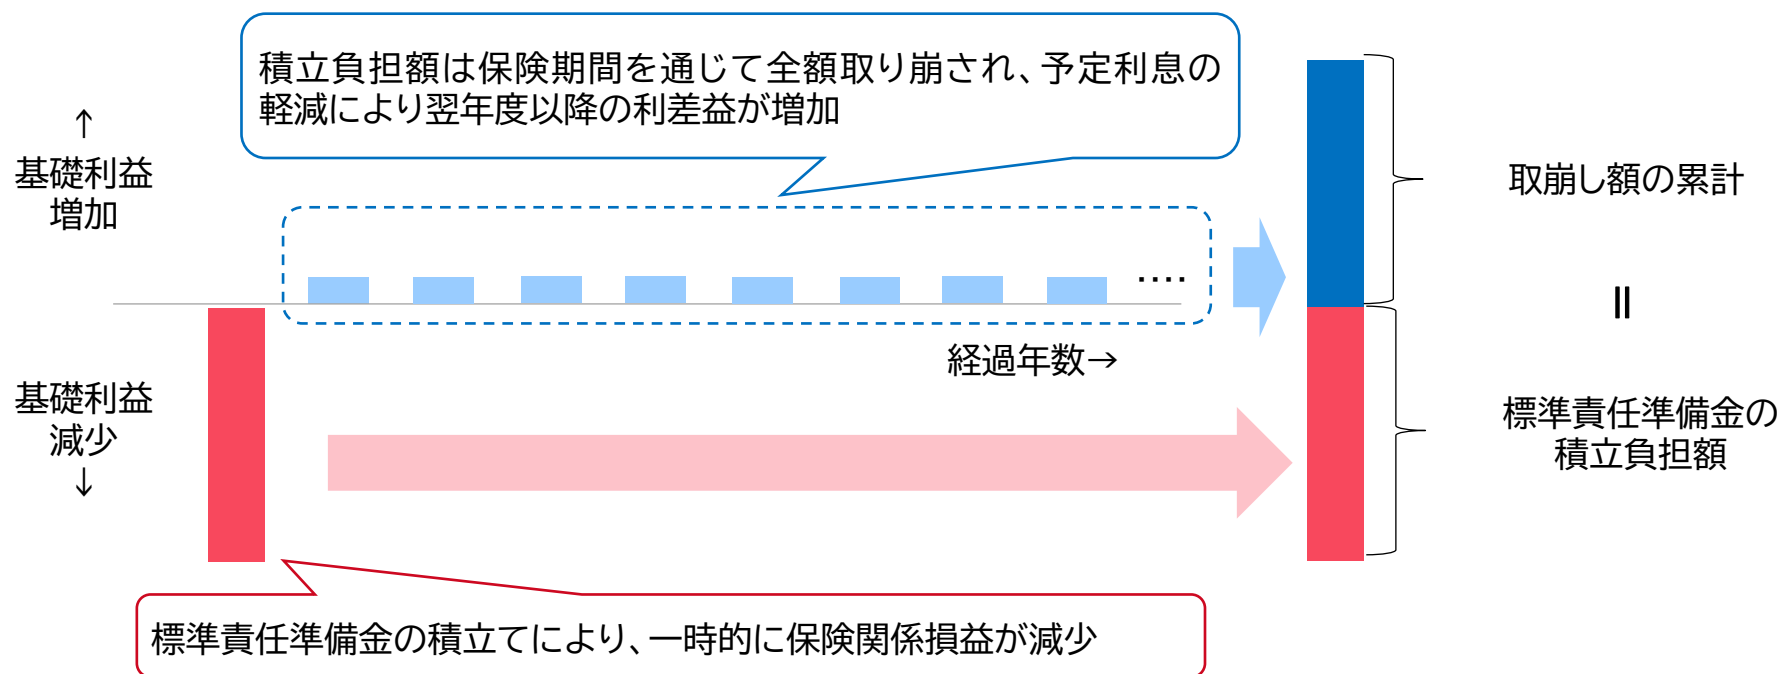 積立負担額は保険期間を通じて全額取り崩され、予定利息の
軽減により翌年度以降の利差益が増加
↑
基礎利益
増加
取崩し額の累計
‥‥
||
経過年数→
基礎利益
減少
↓
標準責任準備金の
積立負担額
標準責任準備金の積立てにより、一時的に保険関係損益が減少